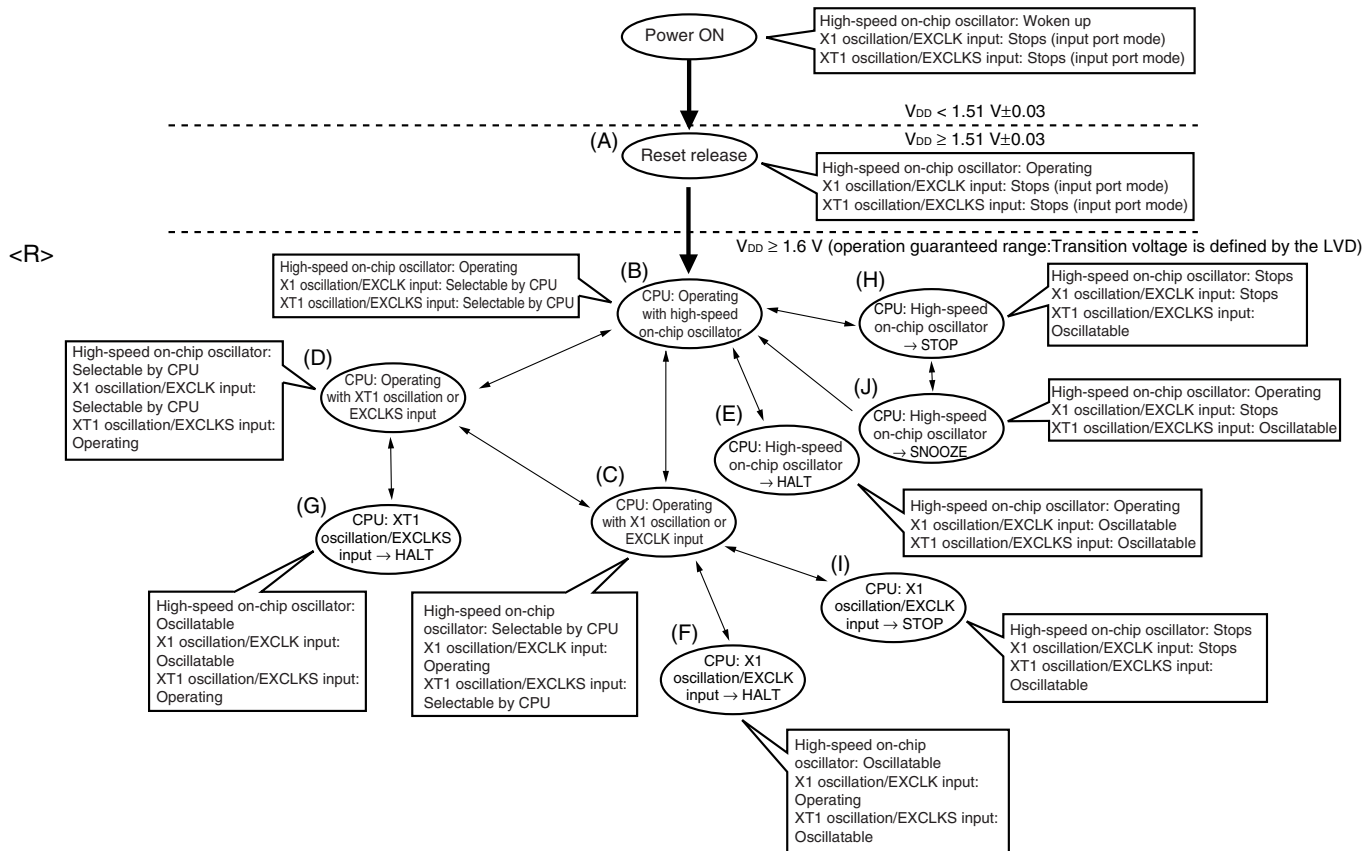 Power ON
High-speed on-chip oscillator: Woken up
X1 oscillation/EXCLK input: Stops (input port mode)
XT1 oscillation/EXCLKS input: Stops (input port mode)
VDD < 1.51 V±0.03
VDD ≥ 1.51 V±0.03
(A)
Reset release
High-speed on-chip oscillator: Operating
X1 oscillation/EXCLK input: Stops (input port mode)
XT1 oscillation/EXCLKS input: Stops (input port mode)
<R>
VDD ≥ 1.6 V (operation guaranteed range:Transition voltage is defined by the LVD)
High-speed on-chip oscillator: Operating
X1 oscillation/EXCLK input: Selectable by CPU
XT1 oscillation/EXCLKS input: Selectable by CPU
(B)
CPU: Operating
with high-speed
on-chip oscillator
(H)
CPU: High-speed
on-chip oscillator
→ STOP
High-speed on-chip oscillator: Stops
X1 oscillation/EXCLK input: Stops
XT1 oscillation/EXCLKS input:
Oscillatable
High-speed on-chip oscillator:
Selectable by CPU
X1 oscillation/EXCLK input:
Selectable by CPU
XT1 oscillation/EXCLKS input:
Operating
(D)
CPU: Operating
with XT1 oscillation or
EXCLKS input
(J)
CPU: High-speed
on-chip oscillator
→ SNOOZE
High-speed on-chip oscillator: Operating
X1 oscillation/EXCLK input: Stops
XT1 oscillation/EXCLKS input: Oscillatable
(E)
CPU: High-speed
on-chip oscillator
→ HALT
High-speed on-chip oscillator: Operating
X1 oscillation/EXCLK input: Oscillatable
XT1 oscillation/EXCLKS input: Oscillatable
(C)
CPU: Operating
with X1 oscillation or
EXCLK input
(G)
CPU: XT1
oscillation/EXCLKS
input → HALT
High-speed on-chip oscillator:
Oscillatable
X1 oscillation/EXCLK input:
Oscillatable
XT1 oscillation/EXCLKS input:
Operating
High-speed on-chip
oscillator: Selectable by CPU
X1 oscillation/EXCLK input:
Operating
XT1 oscillation/EXCLKS input:
Selectable by CPU
(I)
CPU: X1
oscillation/EXCLK
input → STOP
High-speed on-chip oscillator: Stops
X1 oscillation/EXCLK input: Stops
XT1 oscillation/EXCLKS input:
Oscillatable
(F)
CPU: X1
oscillation/EXCLK
input → HALT
High-speed on-chip
oscillator: Oscillatable
X1 oscillation/EXCLK input:
Operating
XT1 oscillation/EXCLKS input:
Oscillatable